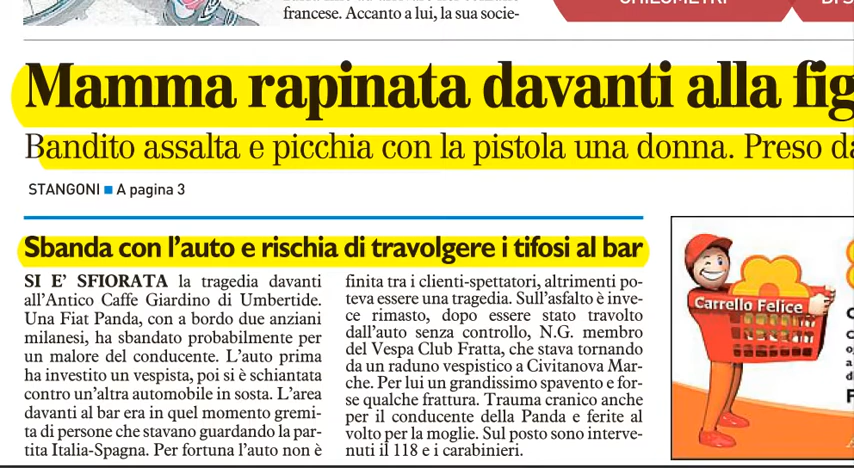 francese. Accanto a lui, la sua socie-
CHILOMETRI
Mamma rapinata davanti alla fig
Bandito assalta e picchia con la pistola una donna. Preso da
STANGONI ■ A pagina 3
Sbanda con l'auto e rischia di travolgere i tifosi al bar
SI E' SFIORATA la tragedia davanti
all'Antico Caffe Giardino di Umbertide.
Una Fiat Panda, con a bordo due anziani
milanesi, ha sbandato probabilmente per
un malore del conducente. L'auto prima
ha investito un vespista, poi si è schiantata
contro un'altra automobile in sosta. L'area
davanti al bar era in quel momento gremi-
ta di persone che stavano guardando la par-
tita Italia-Spagna. Per fortuna l'auto non è
finita tra i clienti-spettatori, altrimenti po-
teva essere una tragedia. Sull'asfalto è inve-
ce rimasto, dopo essere stato travolto
dall'auto senza controllo, N.G. membro
del Vespa Club Fratta, che stava tornando
da un raduno vespistico a Civitanova Mar-
che. Per lui un grandissimo spavento e for-
se qualche frattura. Trauma cranico anche
per il conducente della Panda e ferite al
volto per la moglie. Sul posto sono interve-
nuti il 118 e i carabinieri.
Carrello Felice